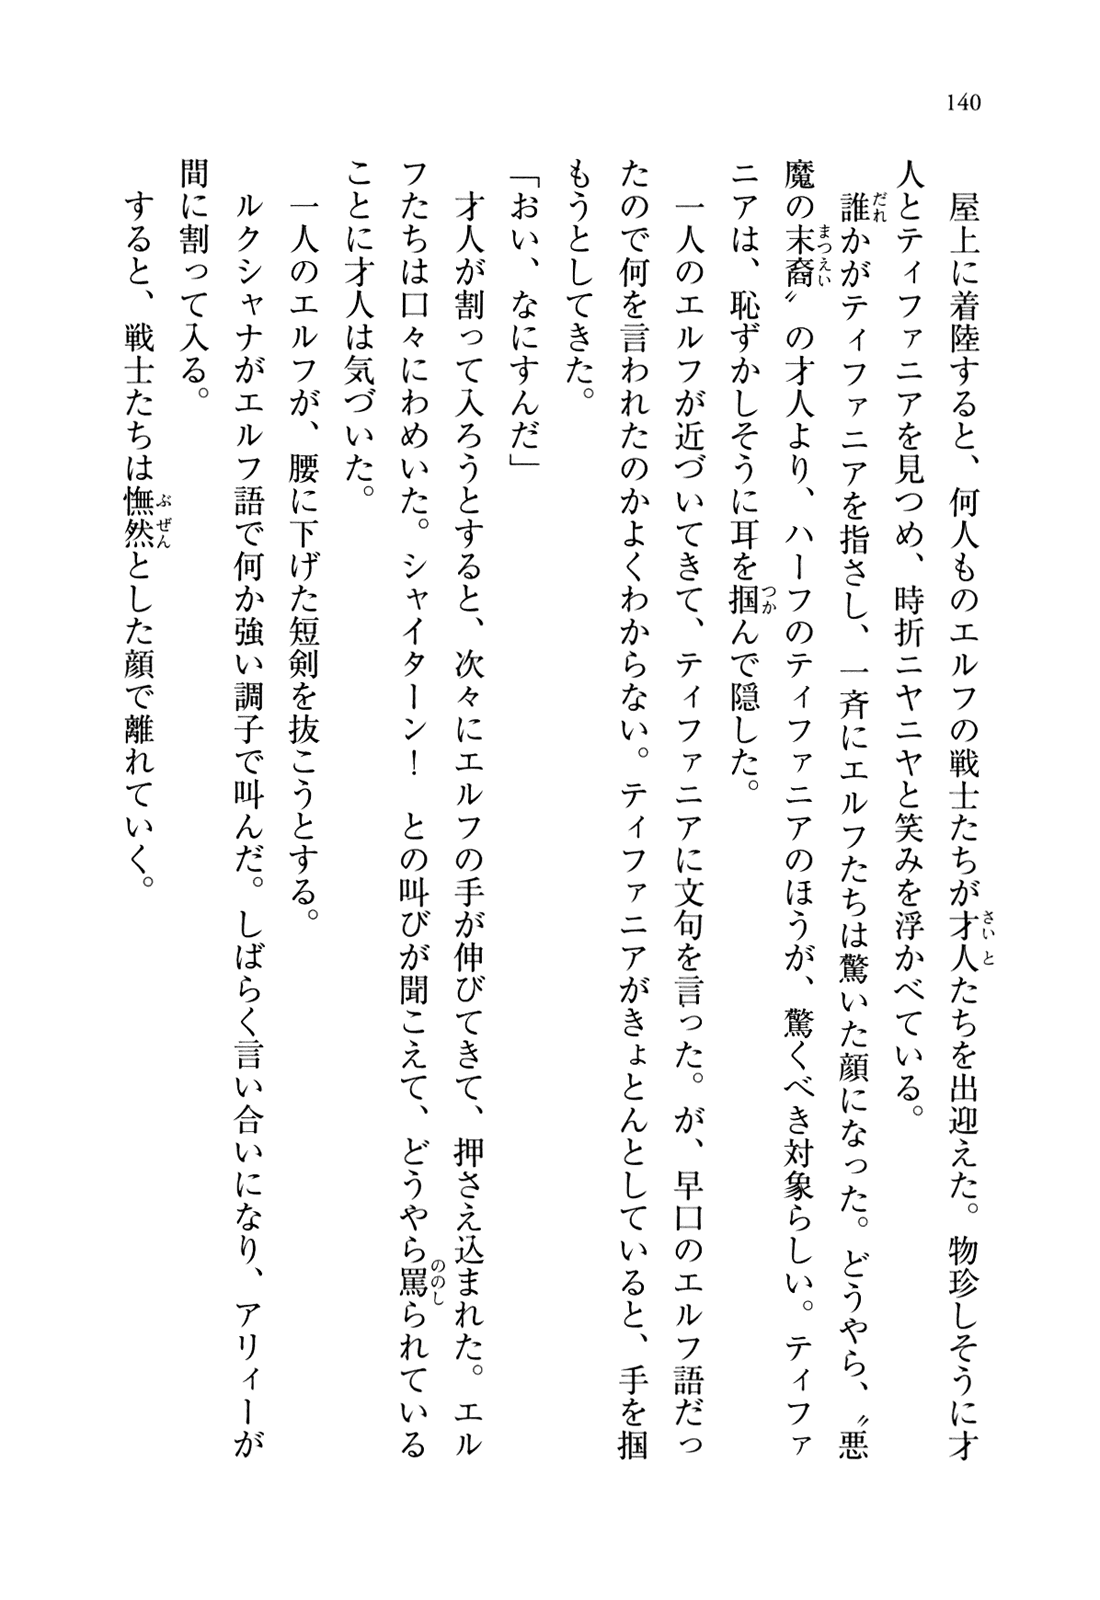 140
屋上に着陸すると、何人ものエルフの戦士たちが才人たちを出迎えた。物珍しそうに才
人とティファニアを見つめ、時折ニヤニヤと笑みを浮かべている。
誰かがティファニアを指さし、一斉にエルフたちは驚いた顔になった。どうやら、〝悪
魔の末裔〟の才人より、ハーフのティファニアのほうが、驚くべき対象らしい。ティファ
ニアは、恥ずかしそうに耳を掴んで隠した。
一人のエルフが近づいてきて、ティファニアに文句を言った。が、早口のエルフ語だっ
たので何を言われたのかよくわからない。ティファニアがきょとんとしていると、手を掴
もうとしてきた。
「おい、なにすんだ」
才人が割って入ろうとすると、次々にエルフの手が伸びてきて、押さえ込まれた。エル
フたちは口々にわめいた。シャイターン！　との叫びが聞こえて、どうやら罵られている
ことに才人は気づいた。
一人のエルフが、腰に下げた短剣を抜こうとする。
ルクシャナがエルフ語で何か強い調子で叫んだ。しばらく言い合いになり、アリィーが
間に割って入る。
すると、戦士たちは憮然とした顔で離れていく。